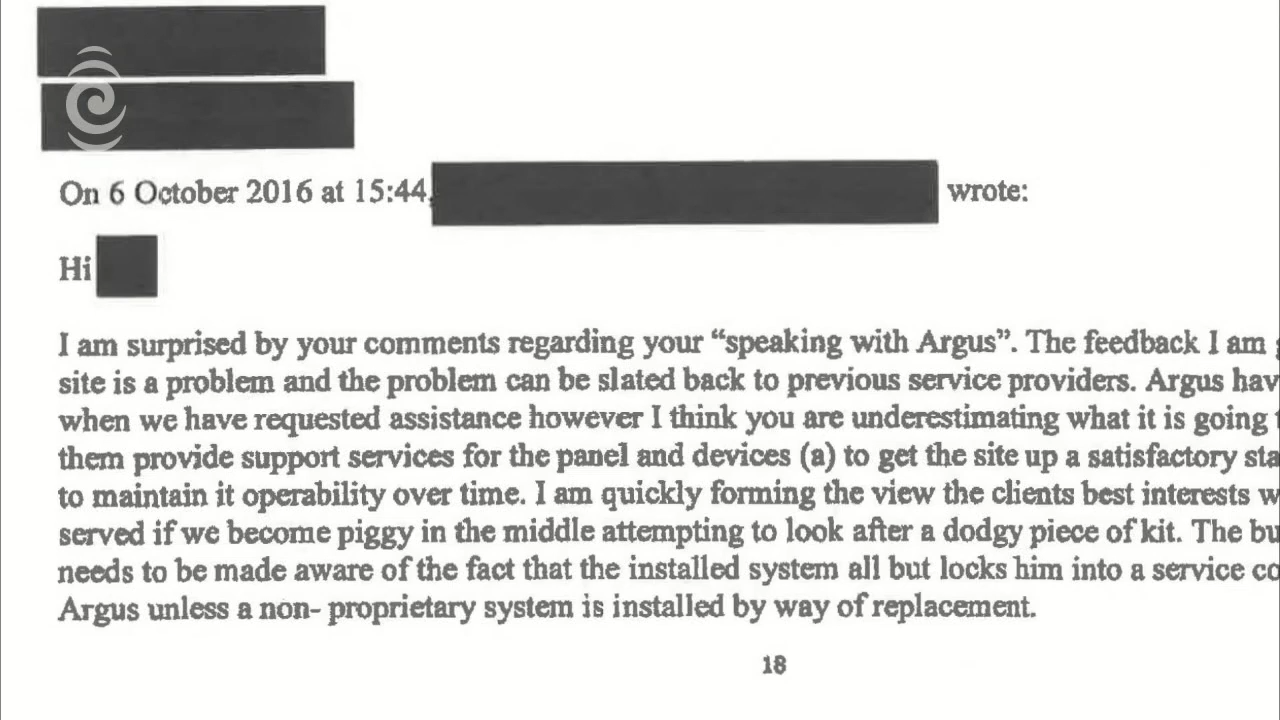 On 6 October 2016 at 15:44, wrote:
Hi
I am surprised by your comments regarding your “speaking with Argus”. The feedback I am
site is a problem and the problem can be slated back to previous service providers. Argus hav
when we have requested assistance however I think you are underestimating what it is going
them provide support services for the panel and devices (a) to get the site up a satisfactory sta
to maintain it operability over time. I am quickly forming the view the clients best interests w
served if we become piggy in the middle attempting to look after a dodgy piece of kit. The bu
needs to be made aware of the fact that the installed system all but locks him into a service co
Argus unless a non- proprietary system is installed by way of replacement.
18